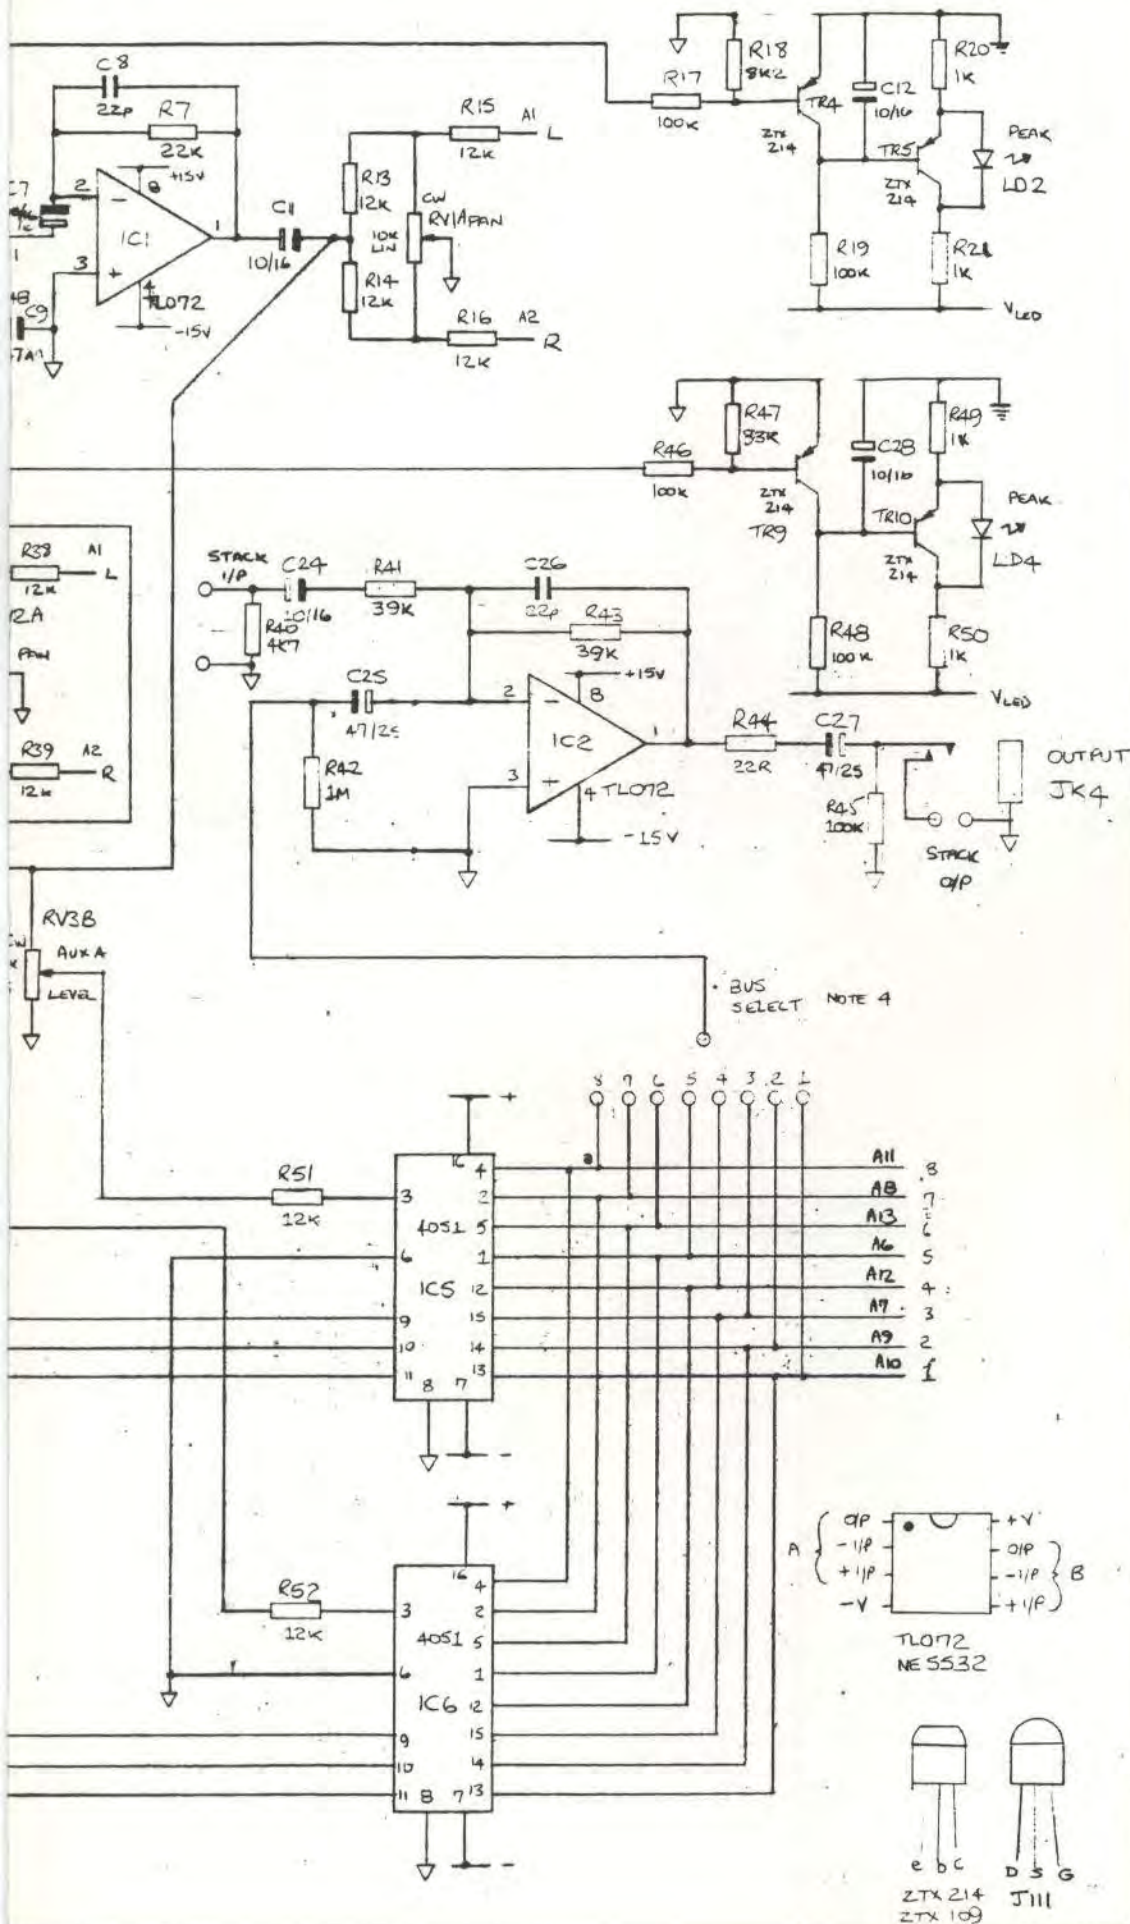 R18
8K2
R17
100K
TR4
ZTX
214
C12
10/16
R20
1K
TR5
ZTX
214
PEAK
LD2
R19
100K
R21
1K
VLED
C8
22P
R7
22K
+15V
8
2
-
IC1
1
3
+
4
TL072
-15V
C7
C9
C11
10/16
R13
12K
R14
12K
CW
RV1A PAN
10K
LIN
R15
12K
A1
L
R16
12K
A2
R
R47
33K
R46
100K
ZTX
214
TR9
C28
10/16
R49
1K
TR10
ZTX
214
PEAK
LD4
R48
100K
R50
1K
VLED
R38
12K
A1
L
PAN
R39
12K
A2
R
STACK
I/P
C24
10/16
R40
4K7
R41
39K
C26
22P
R43
39K
C25
47/25
R42
1M
2
-
+15V
8
IC2
1
3
+
4
TL072
-15V
R44
22R
C27
47/25
R45
100K
STACK
O/P
OUTPUT
JK4
RV3B
AUX A
LEVEL
BUS
SELECT NOTE 4
8 7 6 5 4 3 2 1
+
16
R51
12K
3
4051
IC5
6
9
10
11
8
7
-
4
2
5
1
12
15
14
13
A11 8
A8 7
A13 6
A6 5
A12 4
A7 3
A9 2
A10 1
+
16
R52
12K
3
4051
IC6
6
9
10
11
8
7
-
4
2
5
1
12
15
14
13
A
O/P
-I/P
+I/P
-V
+V
O/P
-I/P
+I/P
B
TL072
NE5532
e b c
ZTX 214
ZTX 109
D S G
J111